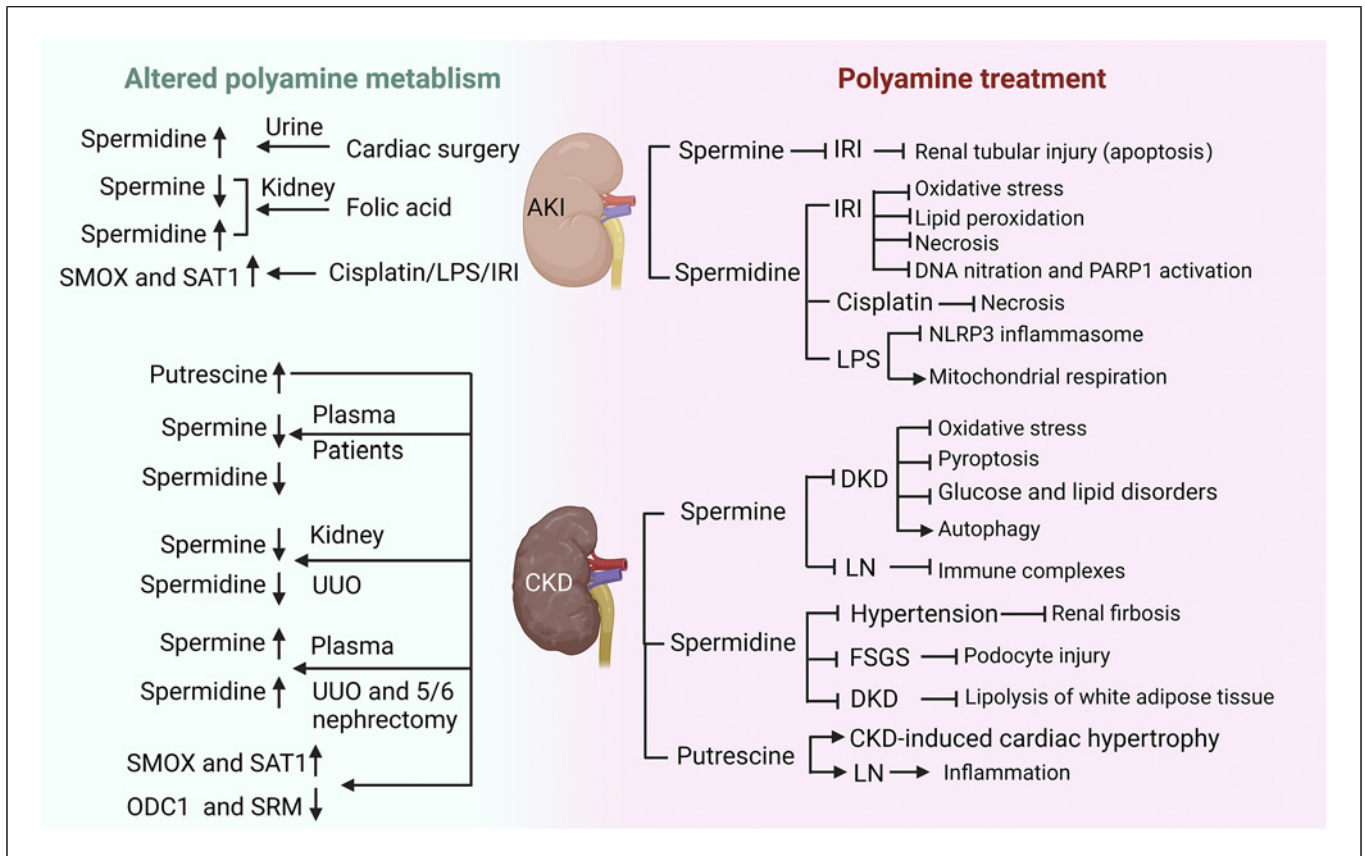 Altered polyamine metablism
Spermidine
Urine
Cardiac surgery
Spermine
Kidney
Folic acid
Spermidine
SMOX and SAT1
Cisplatin/LPS/IRI
Putrescine
Spermine
Plasma
Patients
Spermidine
Spermine
Kidney
Spermidine
UUO
Spermine
Plasma
Spermidine
UUO and 5/6
nephrectomy
SMOX and SAT1
ODC1 and SRM
AKI
CKD
Polyamine treatment
Spermine
IRI
Renal tubular injury (apoptosis)
Spermidine
IRI
Oxidative stress
Lipid peroxidation
Necrosis
DNA nitration and PARP1 activation
Cisplatin
Necrosis
LPS
NLRP3 inflammasome
Mitochondrial respiration
Spermine
DKD
Oxidative stress
Pyroptosis
Glucose and lipid disorders
Autophagy
LN
Immune complexes
Spermidine
Hypertension
Renal firbosis
FSGS
Podocyte injury
DKD
Lipolysis of white adipose tissue
Putrescine
CKD-induced cardiac hypertrophy
LN
Inflammation